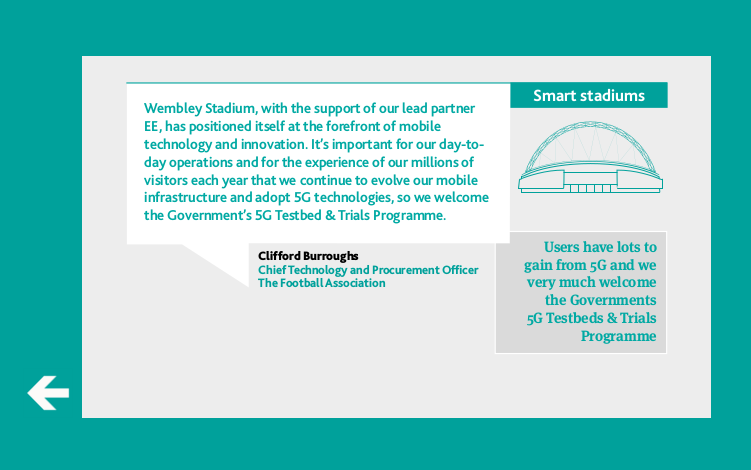 Wembley Stadium, with the support of our lead partner
EE, has positioned itself at the forefront of mobile
technology and innovation. It's important for our day-to-
day operations and for the experience of our millions of
visitors each year that we continue to evolve our mobile
infrastructure and adopt 5G technologies, so we welcome
the Government's 5G Testbed & Trials Programme.
Clifford Burroughs
Chief Technology and Procurement Officer
The Football Association
Smart stadiums
Users have lots to
gain from 5G and we
very much welcome
the Governments
5G Testbeds & Trials
Programme